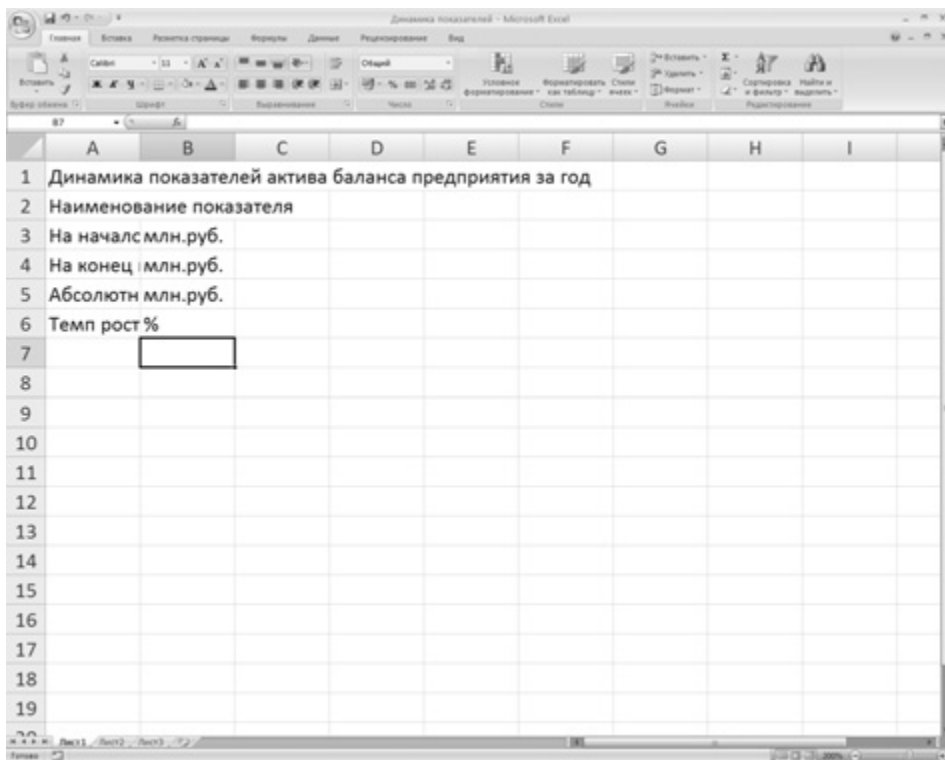 Динамика показателей - Microsoft Excel
Главная Вставка Разметка страницы Формулы Данные Рецензирование Вид
Вставить
Calibri 11
Общий
Условное форматирование
Форматировать как таблицу
Стили ячеек
Вставить
Удалить
Формат
Сортировка и фильтр
Найти и выделить
Буфер обмена Шрифт Выравнивание Число Стили Ячейки Редактирование
B7 fx
A B C D E F G H I
1 Динамика показателей актива баланса предприятия за год
2 Наименование показателя
3 На начало млн.руб.
4 На конец млн.руб.
5 Абсолютн млн.руб.
6 Темп рост %
7
8
9
10
11
12
13
14
15
16
17
18
19
20
Лист1 Лист2 Лист3
Готово 200%